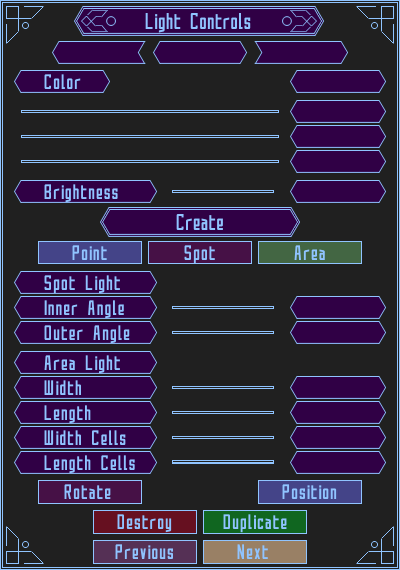 Light Controls
Color
Brightness
Create
Point Spot Area
Spot Light
Inner Angle
Outer Angle
Area Light
Width
Length
Width Cells
Length Cells
Rotate Position
Destroy Duplicate
Previous Next